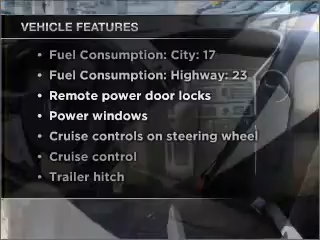 VEHICLE FEATURES
• Fuel Consumption: City: 17
• Fuel Consumption: Highway: 23
• Remote power door locks
• Power windows
• Cruise controls on steering wheel
• Cruise control
• Trailer hitch